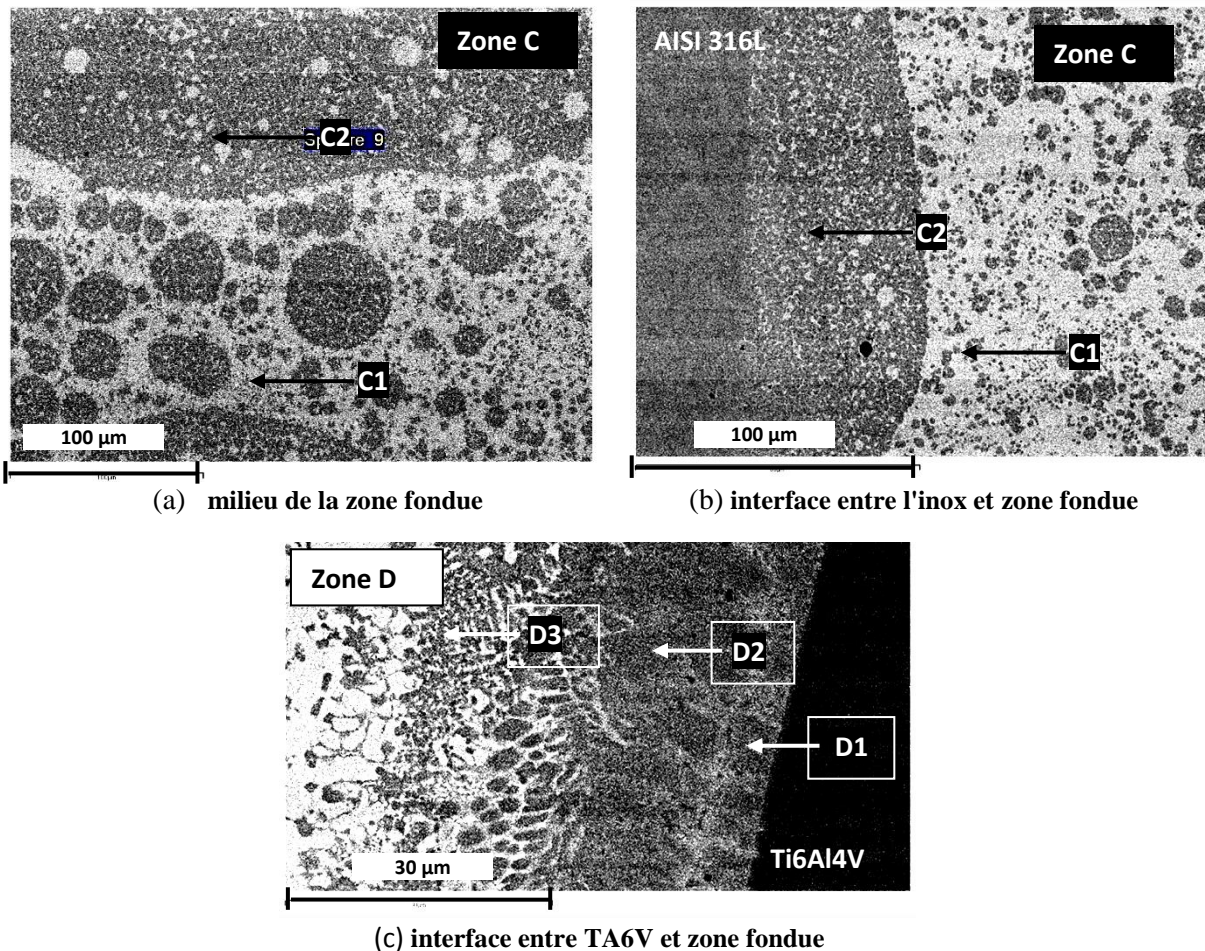 Zone C
C2
C1
100 µm
(a) milieu de la zone fondue
AISI 316L
Zone C
C2
C1
100 µm
(b) interface entre l'inox et zone fondue
Zone D
D3
D2
D1
30 µm
Ti6Al4V
(c) interface entre TA6V et zone fondue